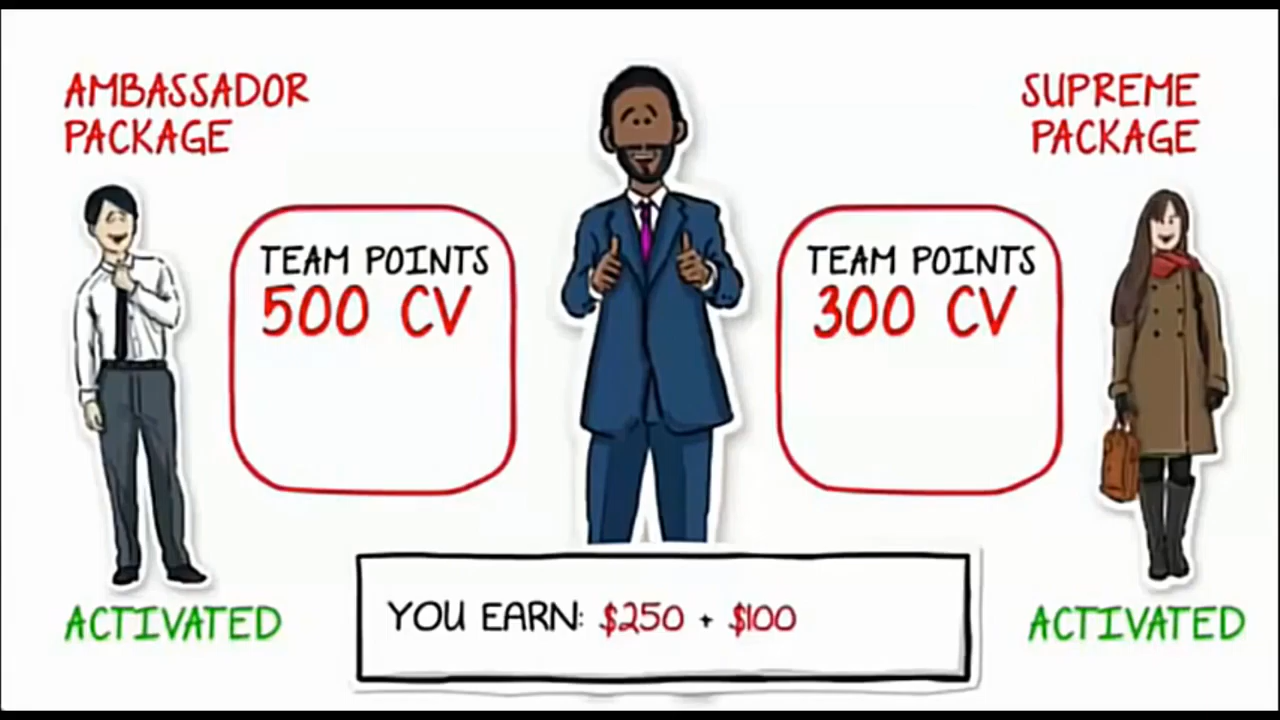 AMBASSADOR
PACKAGE
SUPREME
PACKAGE
TEAM POINTS
500 CV
TEAM POINTS
300 CV
ACTIVATED
YOU EARN: $250 + $100
ACTIVATED